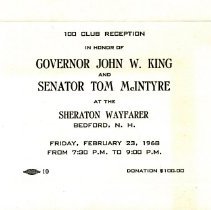 100 CLUB RECEPTION
IN HONOR OF
GOVERNOR JOHN W. KING
AND
SENATOR TOM McINTYRE
AT THE
SHERATON WAYFARER
BEDFORD, N. H.
FRIDAY, FEBRUARY 23, 1968
FROM 7:30 P.M. TO 9:00 P.M.
10 DONATION $100.00